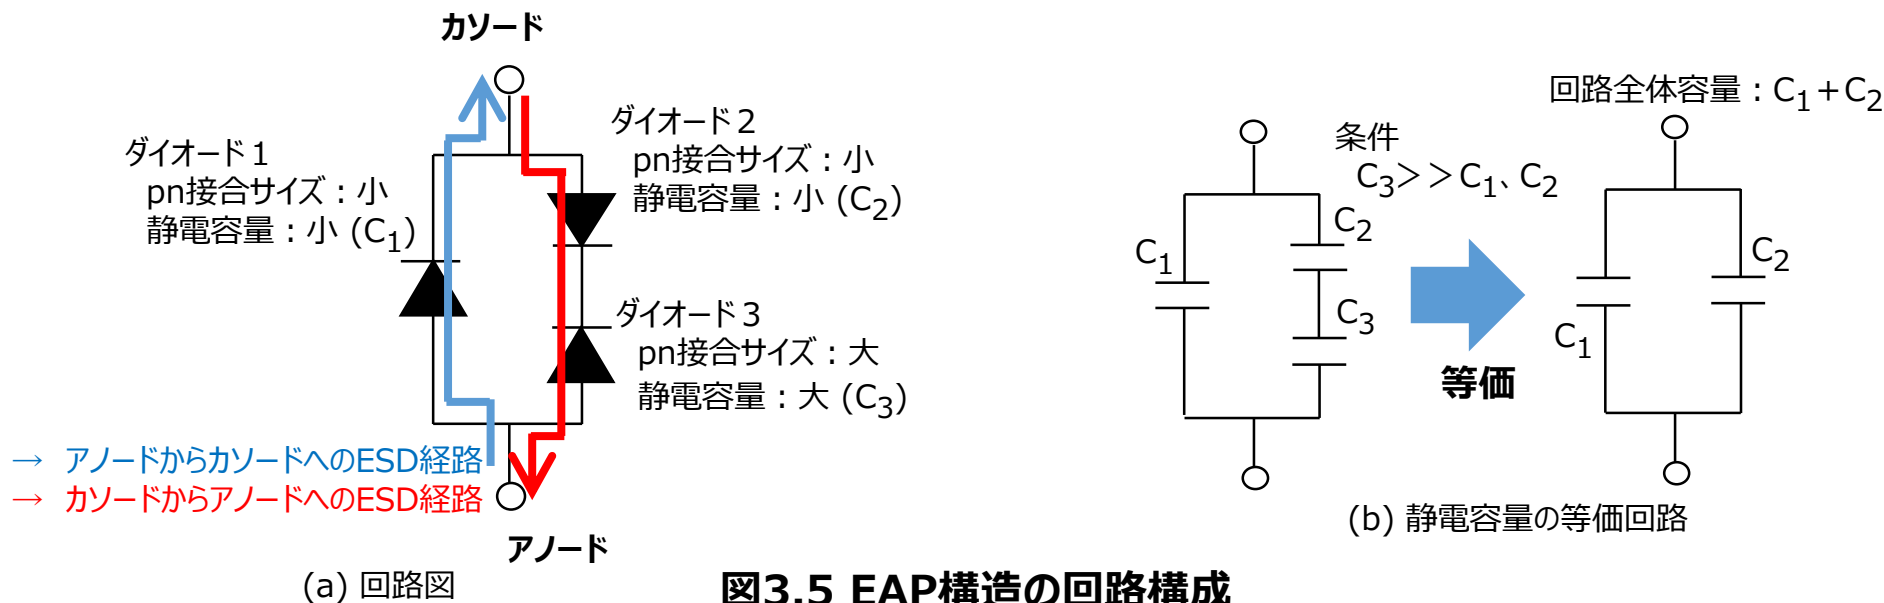 カソード
ダイオード１
pn接合サイズ：小
静電容量：小 (C1)
ダイオード２
pn接合サイズ：小
静電容量：小 (C2)
ダイオード３
pn接合サイズ：大
静電容量：大 (C3)
→ アノードからカソードへのESD経路
→ カソードからアノードへのESD経路
アノード
(a) 回路図
条件
C3＞＞C1、C2
C1
C2
C3
等価
回路全体容量：C1＋C2
C1
C2
(b) 静電容量の等価回路
図3.5 EAP構造の回路構成